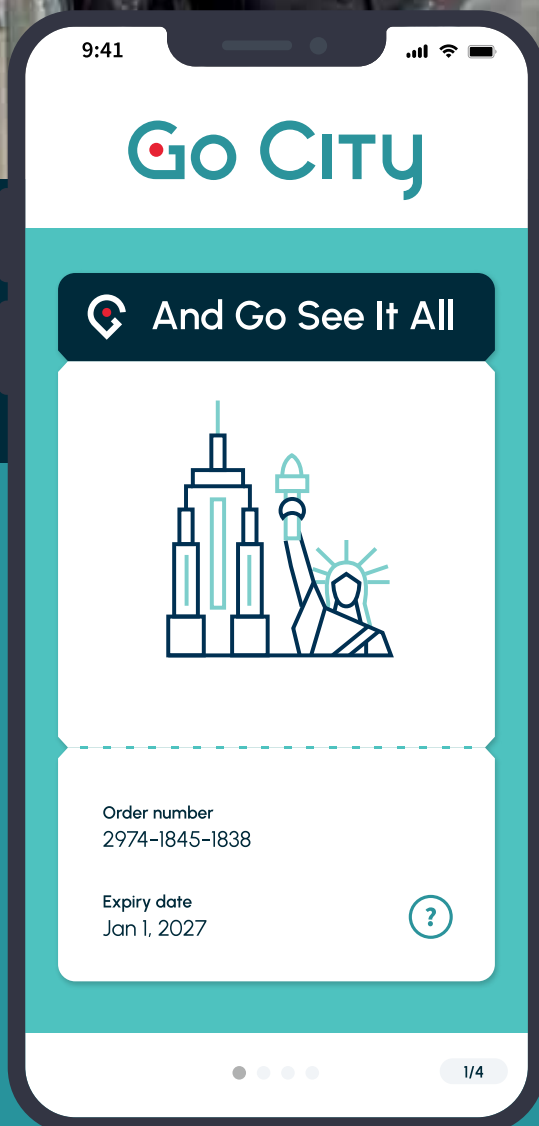 9:41
Go City
And Go See It All
Order number
2974-1845-1838
Expiry date
Jan 1, 2027
?
1/4